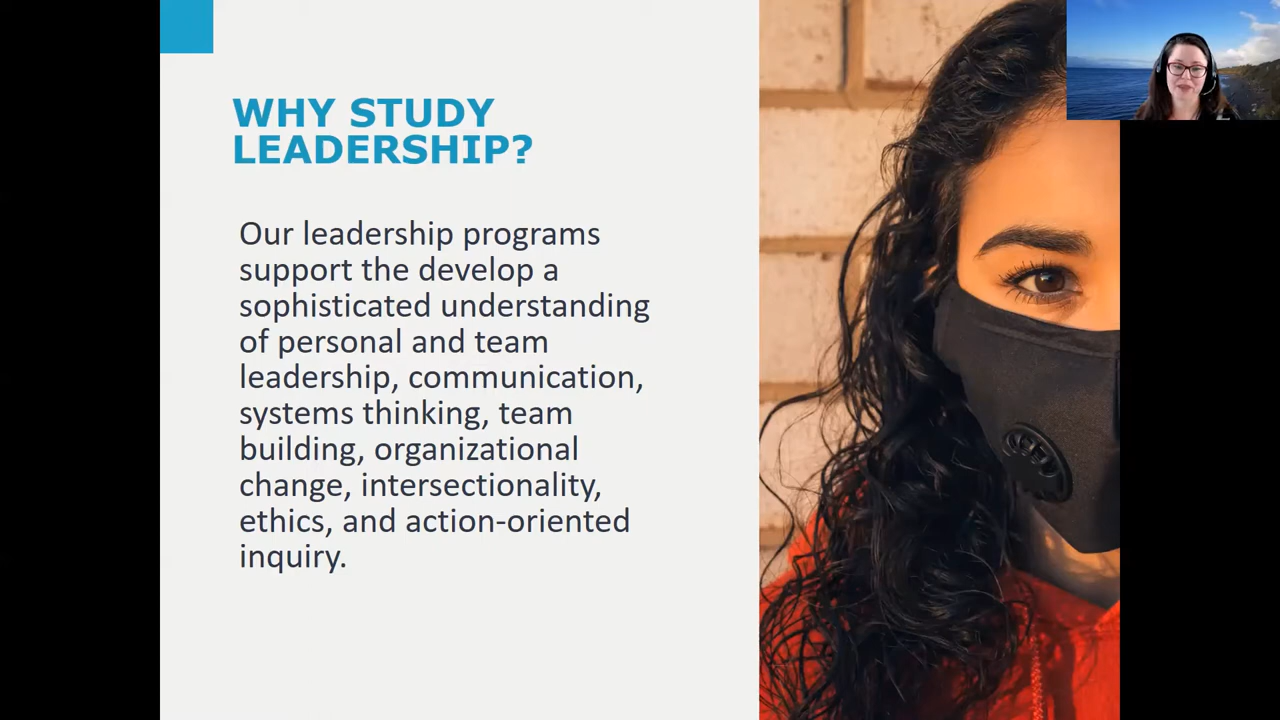 WHY STUDY
LEADERSHIP?
Our leadership programs
support the develop a
sophisticated understanding
of personal and team
leadership, communication,
systems thinking, team
building, organizational
change, intersectionality,
ethics, and action-oriented
inquiry.